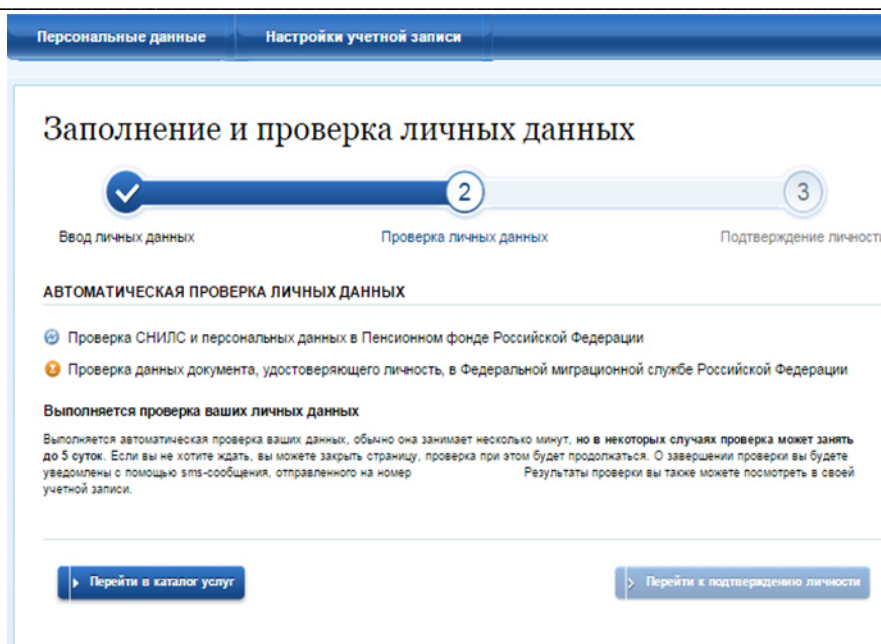 Персональные данные Настройки учетной записи
Заполнение и проверка личных данных
2 3
Ввод личных данных Проверка личных данных Подтверждение личност
АВТОМАТИЧЕСКАЯ ПРОВЕРКА ЛИЧНЫХ ДАННЫХ
Проверка СНИЛС и персональных данных в Пенсионном фонде Российской Федерации
Проверка данных документа, удостоверяющего личность, в Федеральной миграционной службе Российской Федерации
Выполняется проверка ваших личных данных
Выполняется автоматическая проверка ваших данных, обычно она занимает несколько минут, но в некоторых случаях проверка может занять
до 5 суток. Если вы не хотите ждать, вы можете закрыть страницу, проверка при этом будет продолжаться. О завершении проверки вы будете
уведомлены с помощью sms-сообщения, отправленного на номер Результаты проверки вы также можете посмотреть в своей
учетной записи.
Перейти в каталог услуг Перейти к подтверждению личности